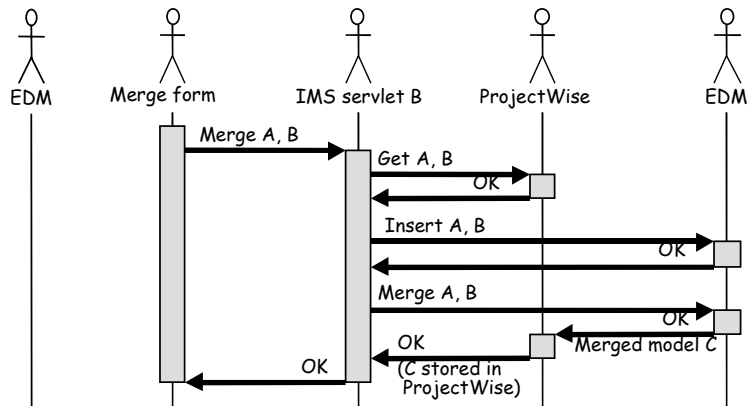 EDM
Merge form
IMS servlet B
ProjectWise
EDM
Merge A, B
Get A, B
OK
Insert A, B
OK
Merge A, B
OK
Merged model C
OK
(C stored in
ProjectWise)
OK